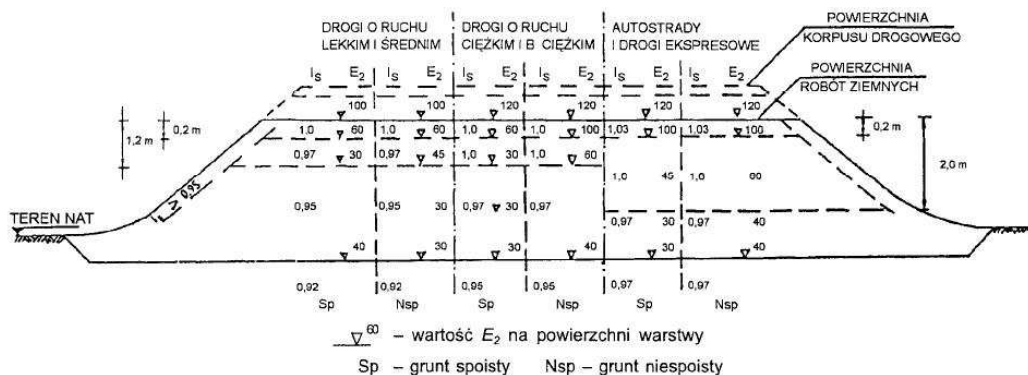 DROGI O RUCHU LEKKIM I ŚREDNIM
DROGI O RUCHU CIĘŻKIM I B CIĘŻKIM
AUTOSTRADY I DROGI EKSPRESOWE
POWIERZCHNIA KORPUSU DROGOWEGO
POWIERZCHNIA ROBÓT ZIEMNYCH
Is E2 Is E2 Is E2 Is E2 Is E2 Is E2
100 100 120 120 120 120
1,2 m 0,2 m 1,0 60 1,0 60 1,0 60 1,0 100 1,03 100 1,03 100 0,2 m
0,97 30 0,97 45 1,0 30 1,0 60
1,0 45 1,0 2,0 m
≥ 0,95
0,95 0,95 30 0,97 30 0,97
TEREN NAT
0,97 30 0,97 40
40 30 30 40 30 40
0,92 0,92 0,95 0,95 0,97 0,97
Sp Nsp Sp Nsp Sp Nsp
60 – wartość E2 na powierzchni warstwy
Sp – grunt spoisty Nsp – grunt niespoisty